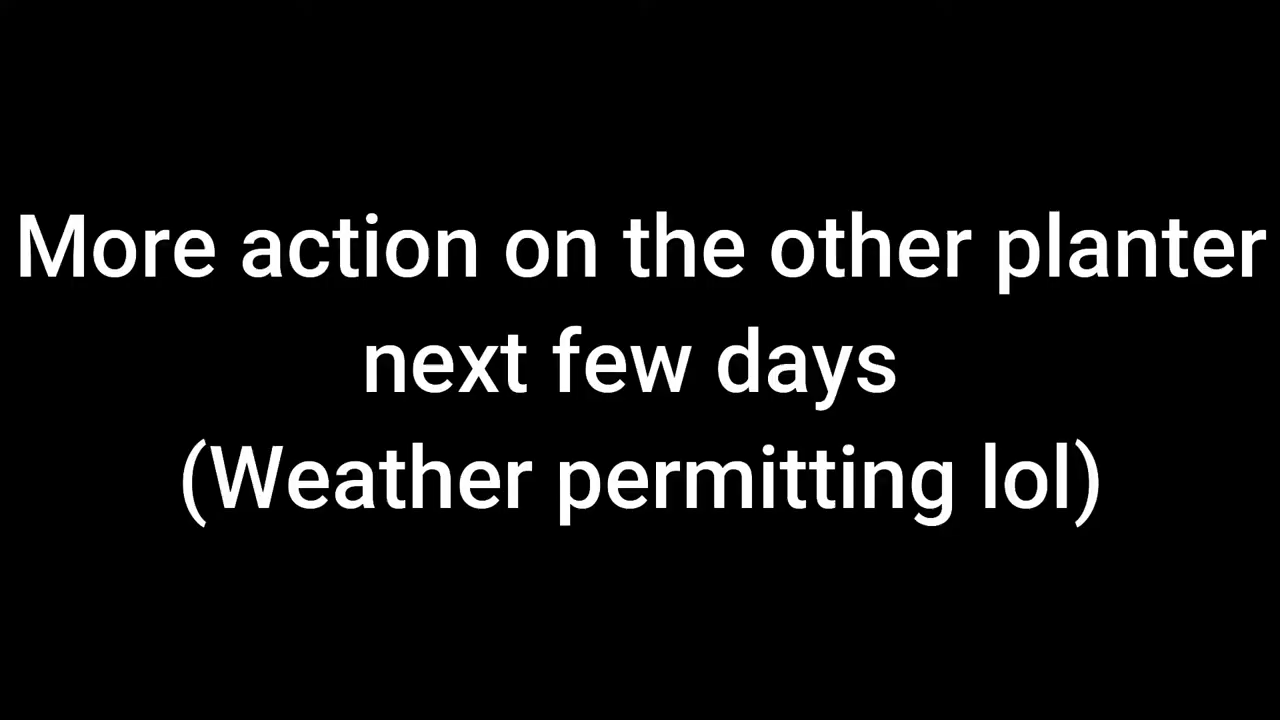 More action on the other planter
next few days
(Weather permitting lol)